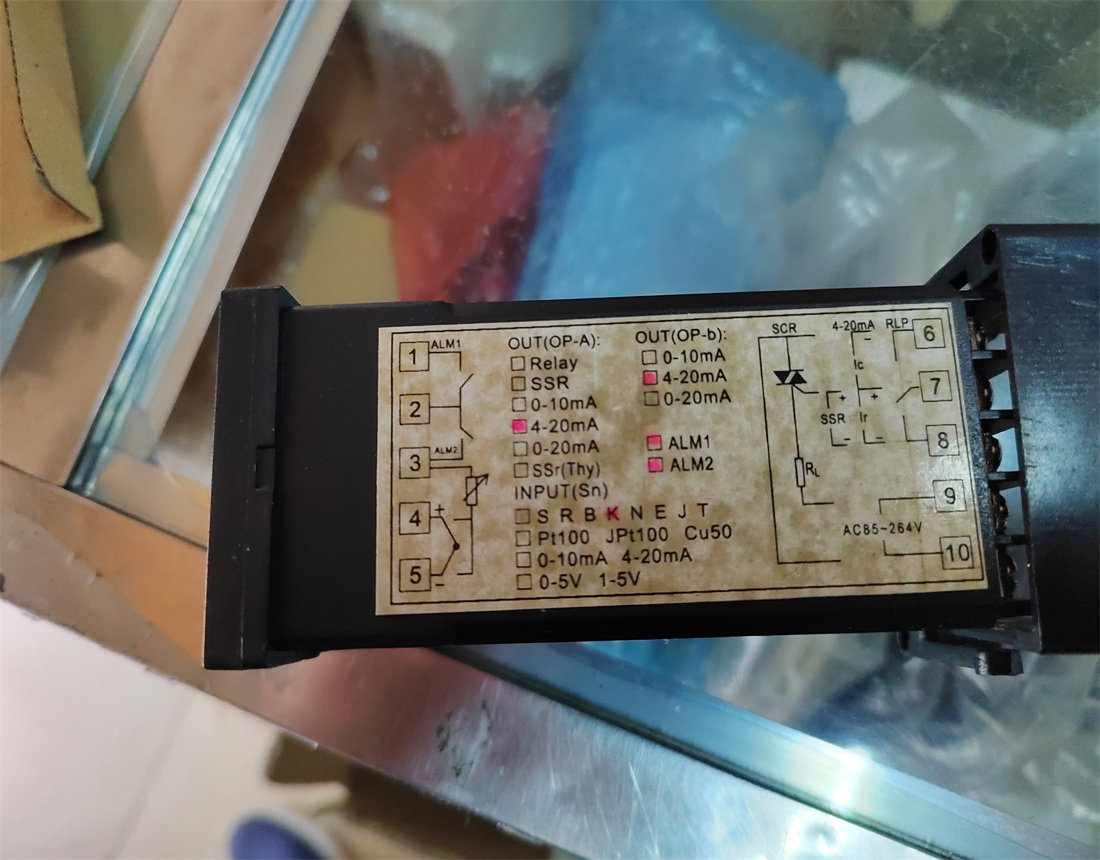 1 ALM1
2
3 ALM2
4 +
5 −
OUT(OP-A):
Relay
SSR
0-10mA
4-20mA
0-20mA
SSr(Thy)
INPUT(Sn)
S R B K N E J T
Pt100 JPt100 Cu50
0-10mA 4-20mA
0-5V 1-5V
OUT(OP-b):
0-10mA
4-20mA
0-20mA
ALM1
ALM2
SCR 4-20mA RLP 6
−
Ic
+ + 7
SSR Ir
− − 8
RL
9
AC85~264V
10